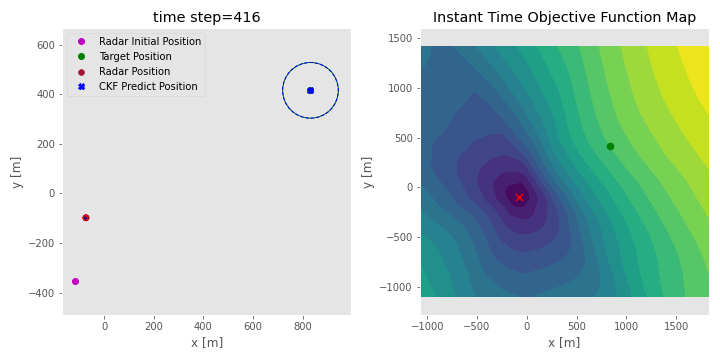 time step=416
Radar Initial Position
Target Position
Radar Position
CKF Predict Position
y [m]
600
400
200
0
−200
−400
0
200
400
600
800
x [m]
Instant Time Objective Function Map
y [m]
1500
1000
500
0
−500
−1000
−1000
−500
0
500
1000
1500
x [m]